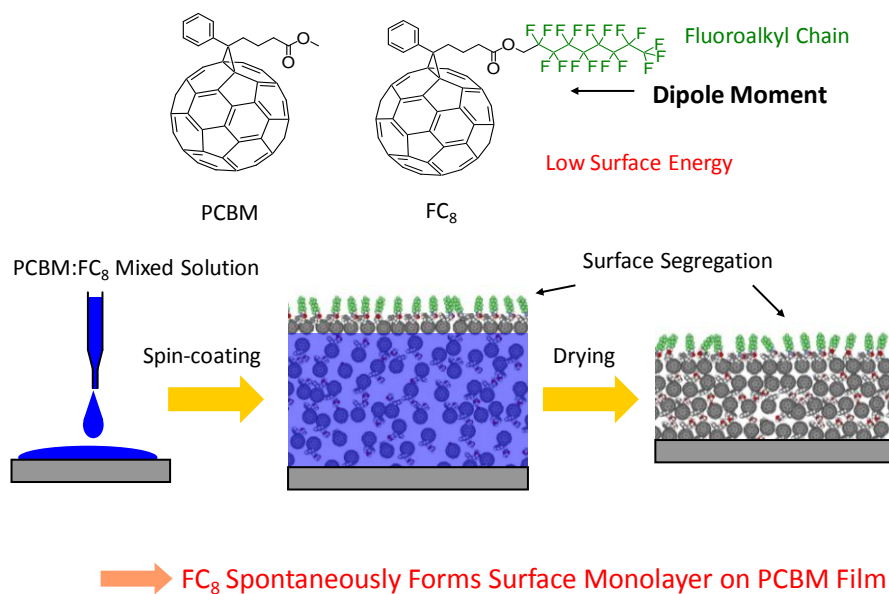 Fluoroalkyl Chain
Dipole Moment
Low Surface Energy
PCBM
FC8
PCBM:FC8 Mixed Solution
Surface Segregation
Spin-coating
Drying
FC8 Spontaneously Forms Surface Monolayer on PCBM Film